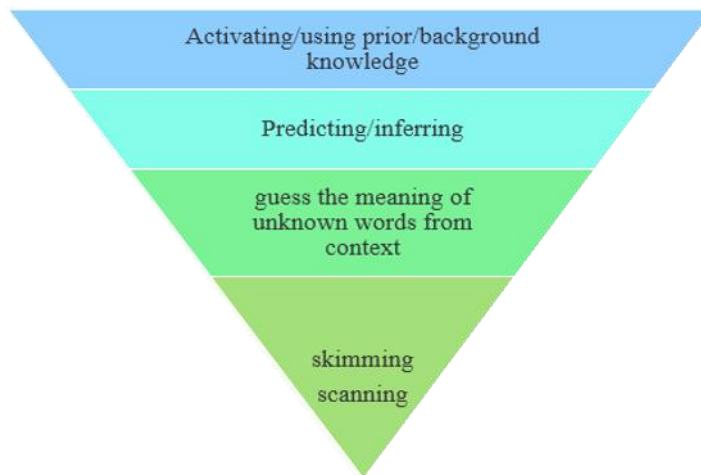 Activating/using prior/background
knowledge
Predicting/inferring
guess the meaning of
unknown words from
context
skimming
scanning